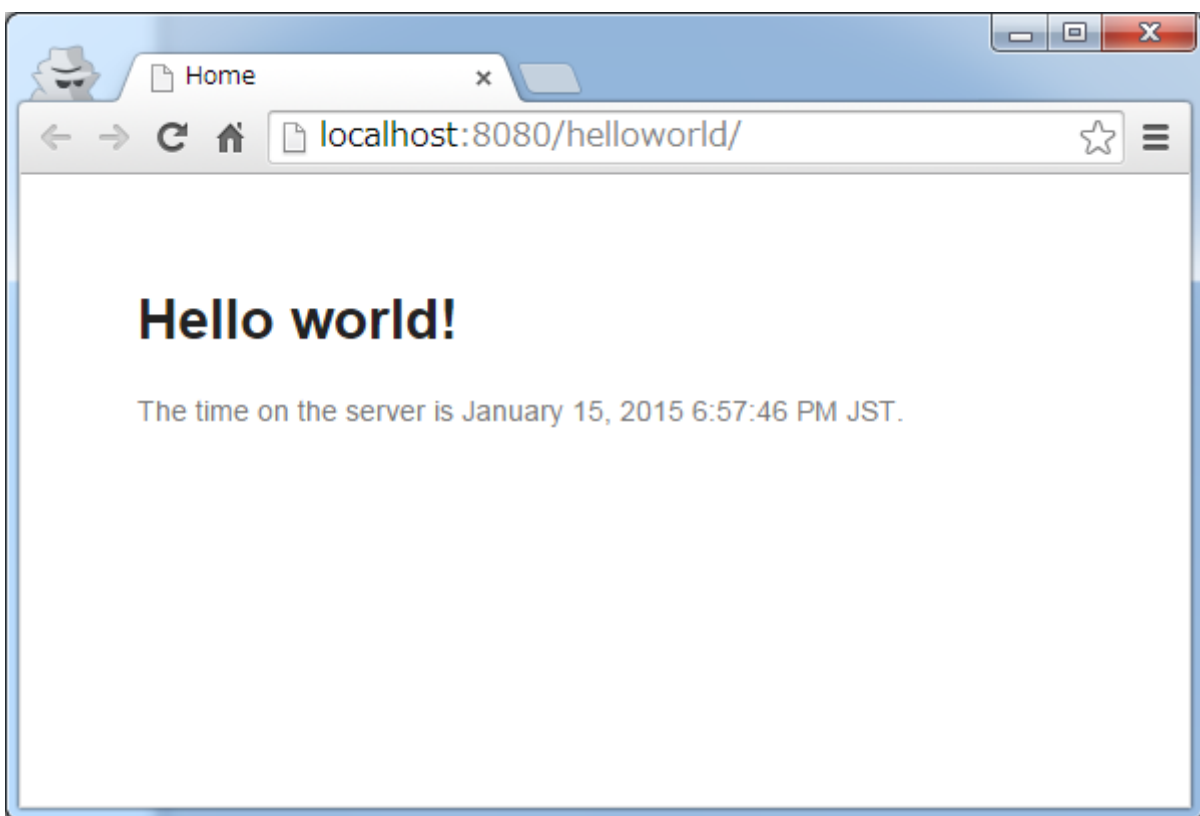 Home
localhost:8080/helloworld/
Hello world!
The time on the server is January 15, 2015 6:57:46 PM JST.